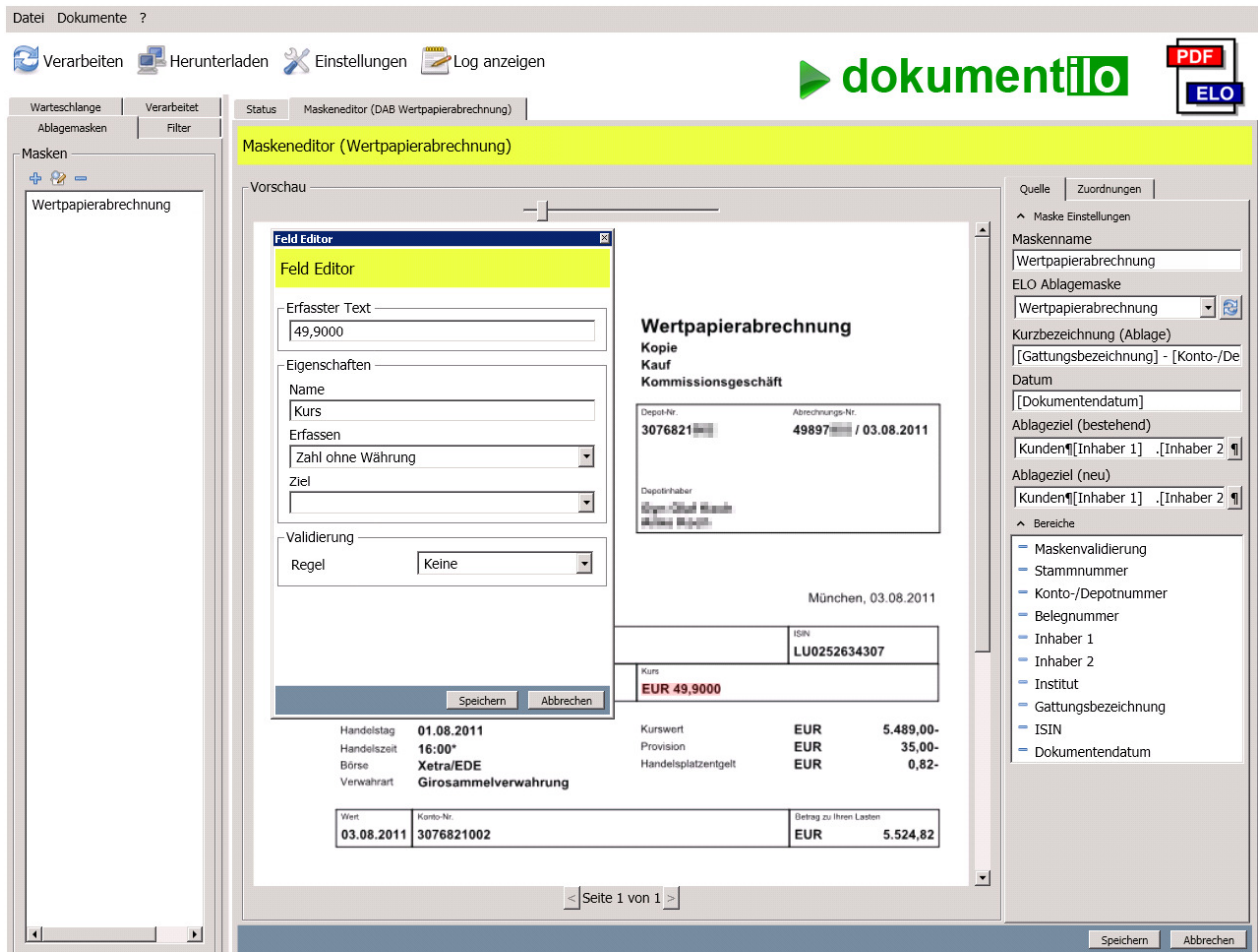 Datei Dokumente ?
Verarbeiten Herunterladen Einstellungen Log anzeigen
dokumentilo
PDF
ELO
Warteschlange Verarbeitet
Ablagemasken Filter
Masken
Wertpapierabrechnung
Status Maskeneditor (DAB Wertpapierabrechnung)
Maskeneditor (Wertpapierabrechnung)
Vorschau
Feld Editor
Feld Editor
Erfasster Text
49,9000
Eigenschaften
Name
Kurs
Erfassen
Zahl ohne Währung
Ziel
Validierung
Regel Keine
Speichern Abbrechen
Wertpapierabrechnung
Kopie
Kauf
Kommissionsgeschäft
Depot-Nr. Abrechnungs-Nr.
3076821 49897 / 03.08.2011
Depotinhaber
München, 03.08.2011
ISIN
LU0252634307
Kurs
EUR 49,9000
Handelstag 01.08.2011 Kurswert EUR 5.489,00-
Handelszeit 16:00* Provision EUR 35,00-
Börse Xetra/EDE Handelsplatzentgelt EUR 0,82-
Verwahrart Girosammelverwahrung
Wert Konto-Nr. Betrag zu Ihren Lasten
03.08.2011 3076821002 EUR 5.524,82
< Seite 1 von 1 >
Quelle Zuordnungen
Maske Einstellungen
Maskenname
Wertpapierabrechnung
ELO Ablagemaske
Wertpapierabrechnung
Kurzbezeichnung (Ablage)
[Gattungsbezeichnung] - [Konto-/De
Datum
[Dokumentendatum]
Ablageziel (bestehend)
Kunden¶[Inhaber 1] .[Inhaber 2 ¶
Ablageziel (neu)
Kunden¶[Inhaber 1] .[Inhaber 2 ¶
Bereiche
Maskenvalidierung
Stammnummer
Konto-/Depotnummer
Belegnummer
Inhaber 1
Inhaber 2
Institut
Gattungsbezeichnung
ISIN
Dokumentendatum
Speichern Abbrechen